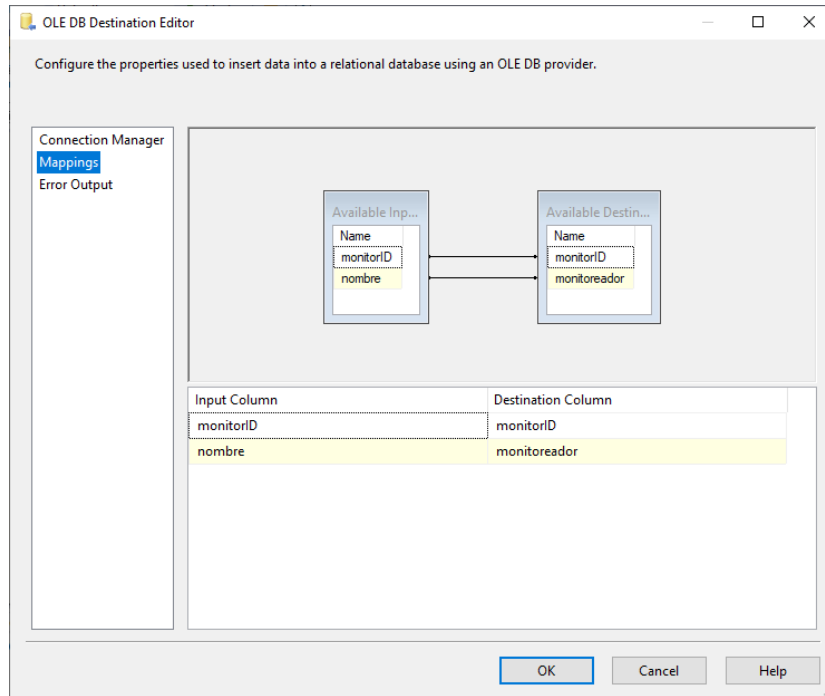 OLE DB Destination Editor
Configure the properties used to insert data into a relational database using an OLE DB provider.
Connection Manager
Mappings
Error Output
Available Inp...
Name
monitorID
nombre
Available Destin...
Name
monitorID
monitoreador
Input Column Destination Column
monitorID monitorID
nombre monitoreador
OK Cancel Help